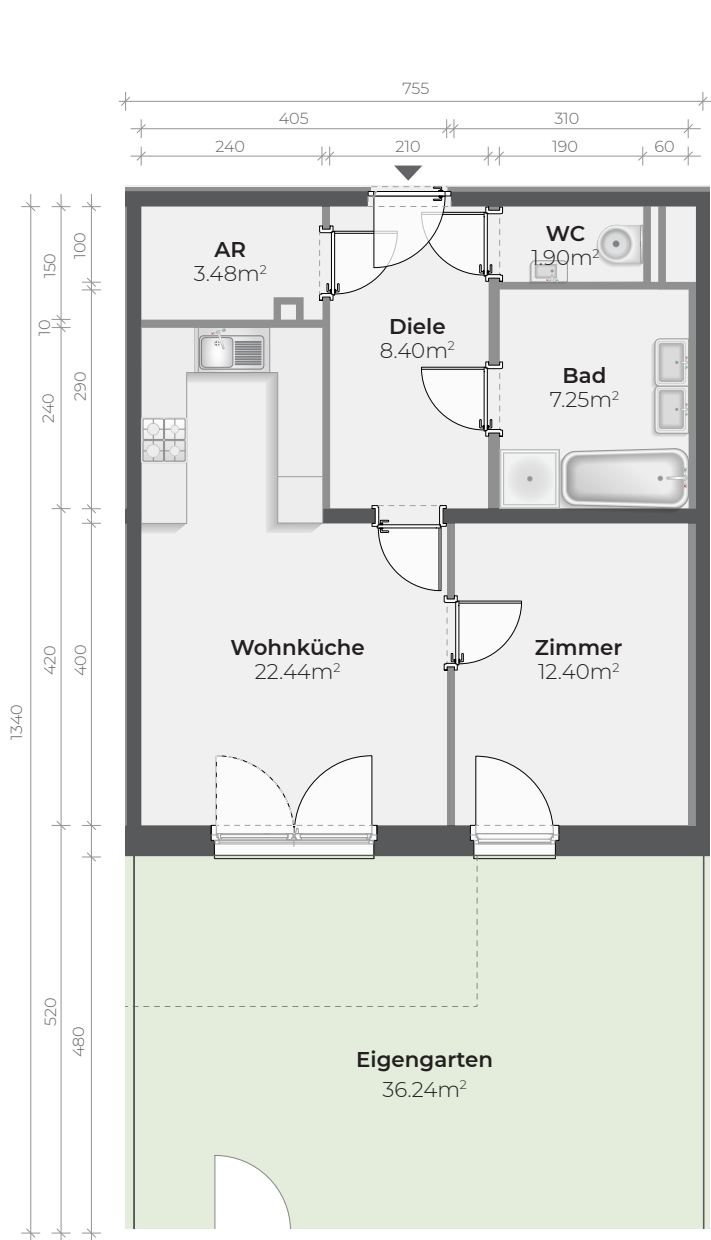 755
405
310
240
210
190
60
100
150
AR
3.48m²
WC
1.90m²
10
Diele
8.40m²
290
240
Bad
7.25m²
420
400
Wohnküche
22.44m²
Zimmer
12.40m²
1340
520
480
Eigengarten
36.24m²